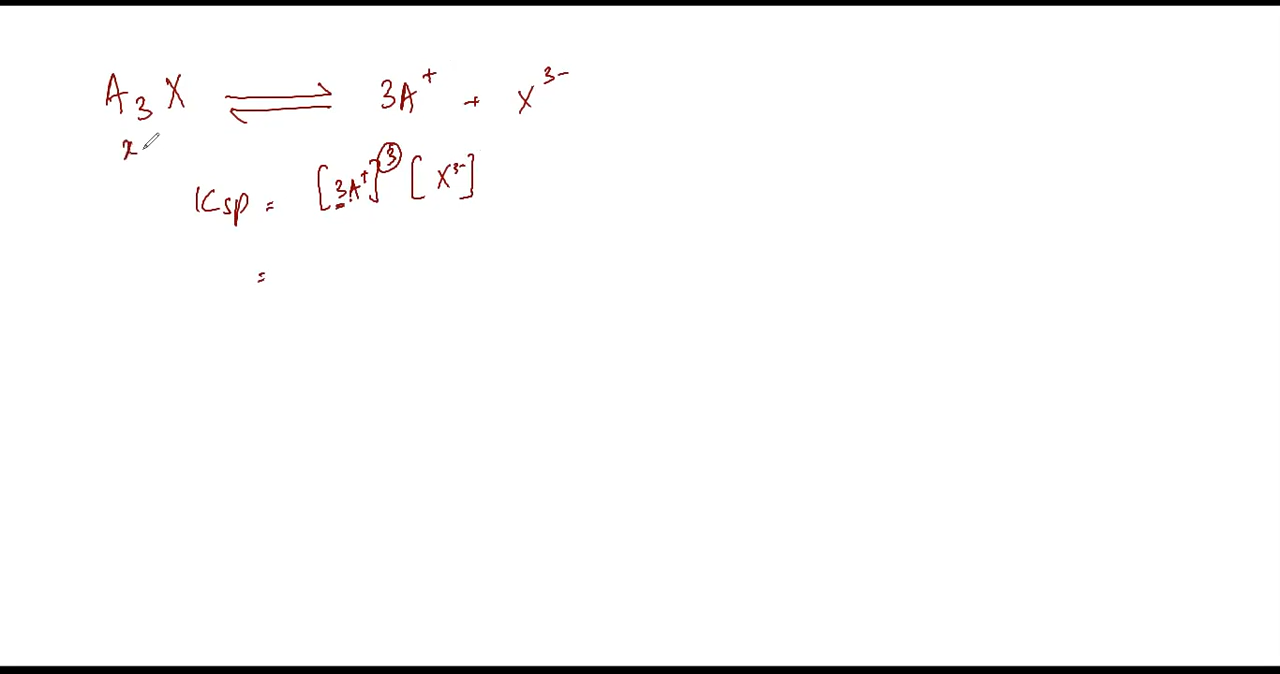 A₃X ⇌ 3A⁺ + X³⁻
x
Ksp = [3A⁺]³ [X³⁻]
=